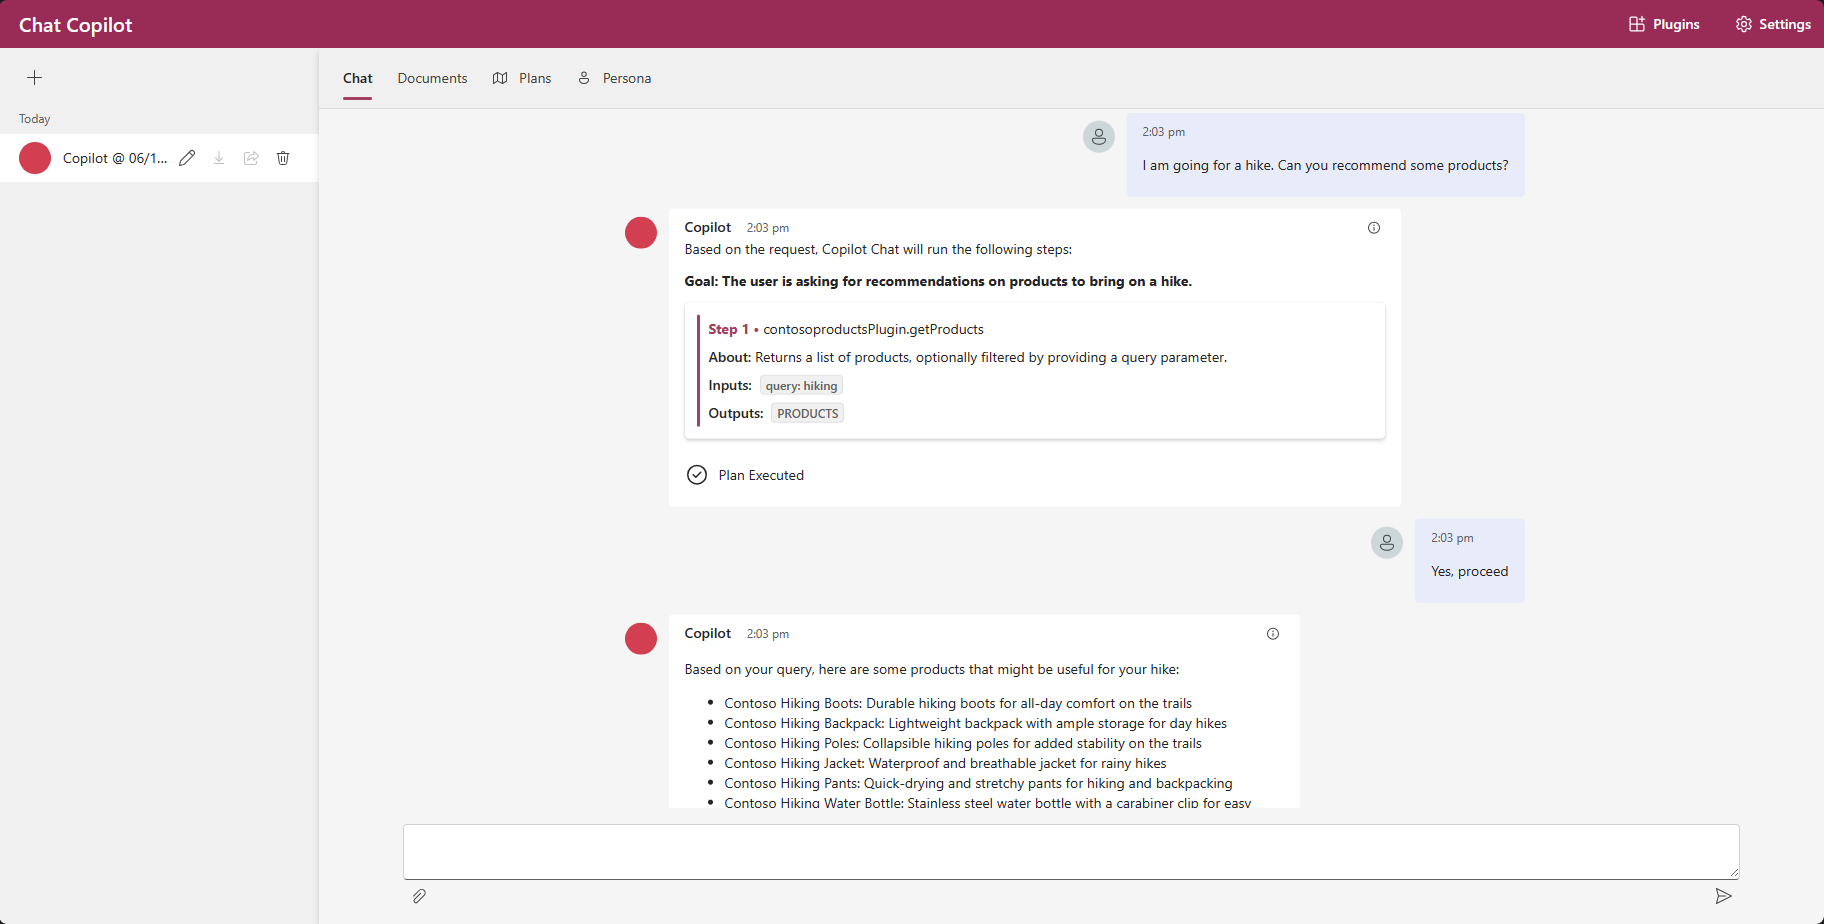 Chat Copilot
Plugins
Settings
Today
Copilot @ 06/1...
Chat
Documents
Plans
Persona
2:03 pm
I am going for a hike. Can you recommend some products?
Copilot 2:03 pm
Based on the request, Copilot Chat will run the following steps:
Goal: The user is asking for recommendations on products to bring on a hike.
Step 1 • contosoproductsPlugin.getProducts
About: Returns a list of products, optionally filtered by providing a query parameter.
Inputs: query: hiking
Outputs: PRODUCTS
Plan Executed
2:03 pm
Yes, proceed
Copilot 2:03 pm
Based on your query, here are some products that might be useful for your hike:
• Contoso Hiking Boots: Durable hiking boots for all-day comfort on the trails
• Contoso Hiking Backpack: Lightweight backpack with ample storage for day hikes
• Contoso Hiking Poles: Collapsible hiking poles for added stability on the trails
• Contoso Hiking Jacket: Waterproof and breathable jacket for rainy hikes
• Contoso Hiking Pants: Quick-drying and stretchy pants for hiking and backpacking
• Contoso Hiking Water Bottle: Stainless steel water bottle with a carabiner clip for easy